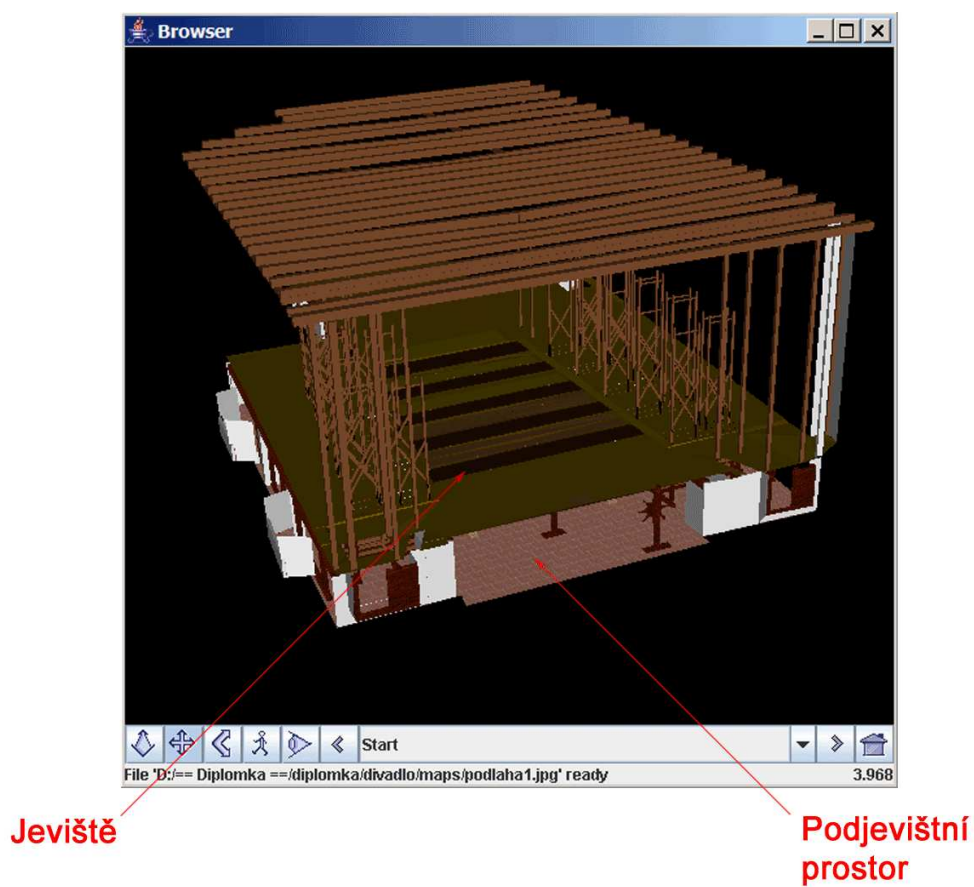 Browser
Start
File 'D:/== Diplomka ==/diplomka/divadlo/maps/podlaha1.jpg' ready
3.968
Jeviště
Podjevištní
prostor